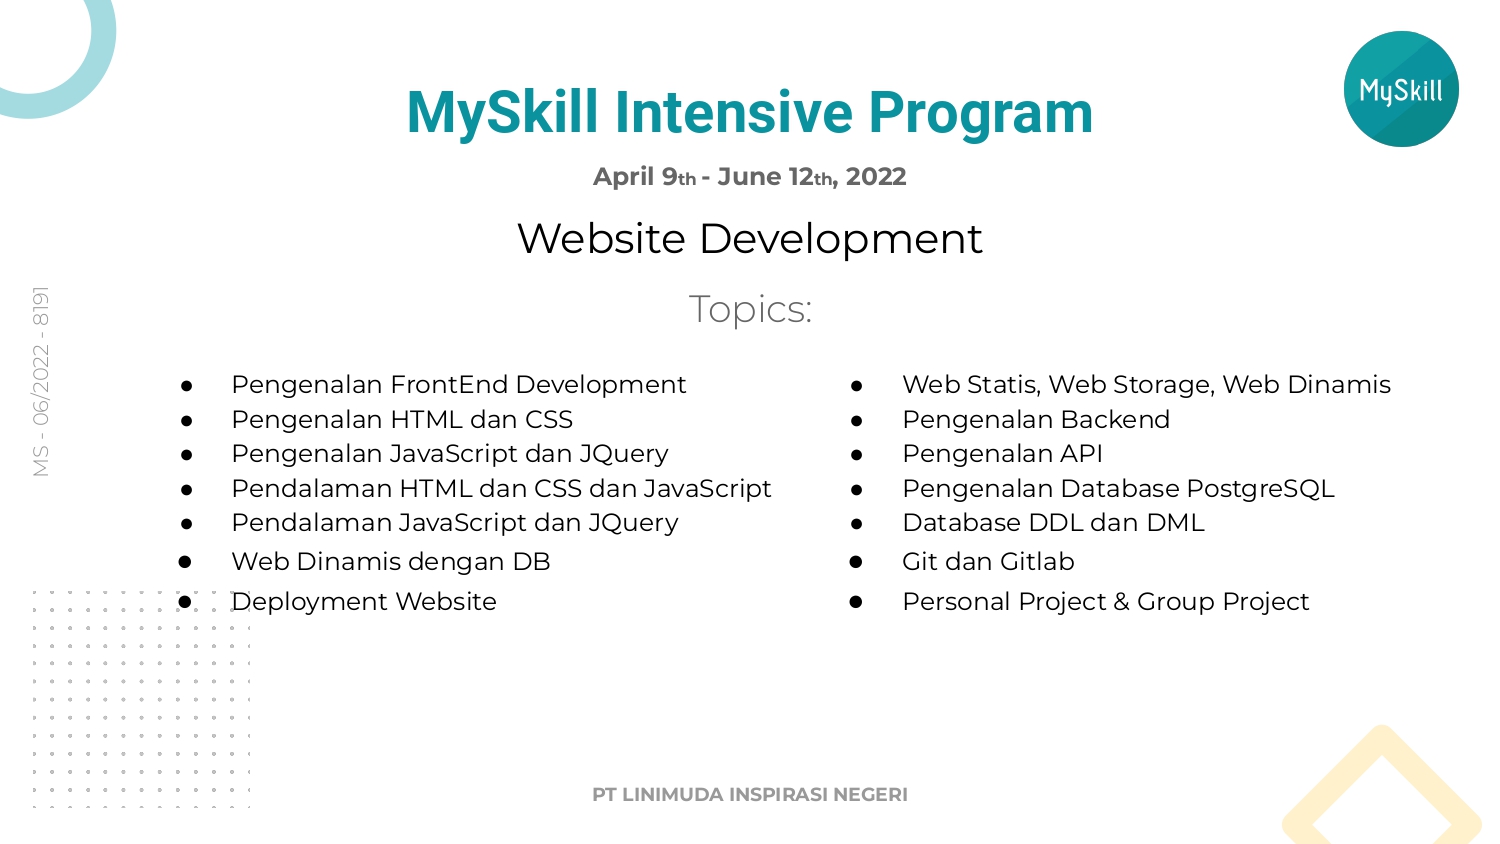 MySkill
MySkill Intensive Program
April 9th - June 12th, 2022
Website Development
Topics:
MS - 06/2022 - 8191
● Pengenalan FrontEnd Development
● Pengenalan HTML dan CSS
● Pengenalan JavaScript dan JQuery
● Pendalaman HTML dan CSS dan JavaScript
● Pendalaman JavaScript dan JQuery
● Web Dinamis dengan DB
● Deployment Website
● Web Statis, Web Storage, Web Dinamis
● Pengenalan Backend
● Pengenalan API
● Pengenalan Database PostgreSQL
● Database DDL dan DML
● Git dan Gitlab
● Personal Project & Group Project
PT LINIMUDA INSPIRASI NEGERI